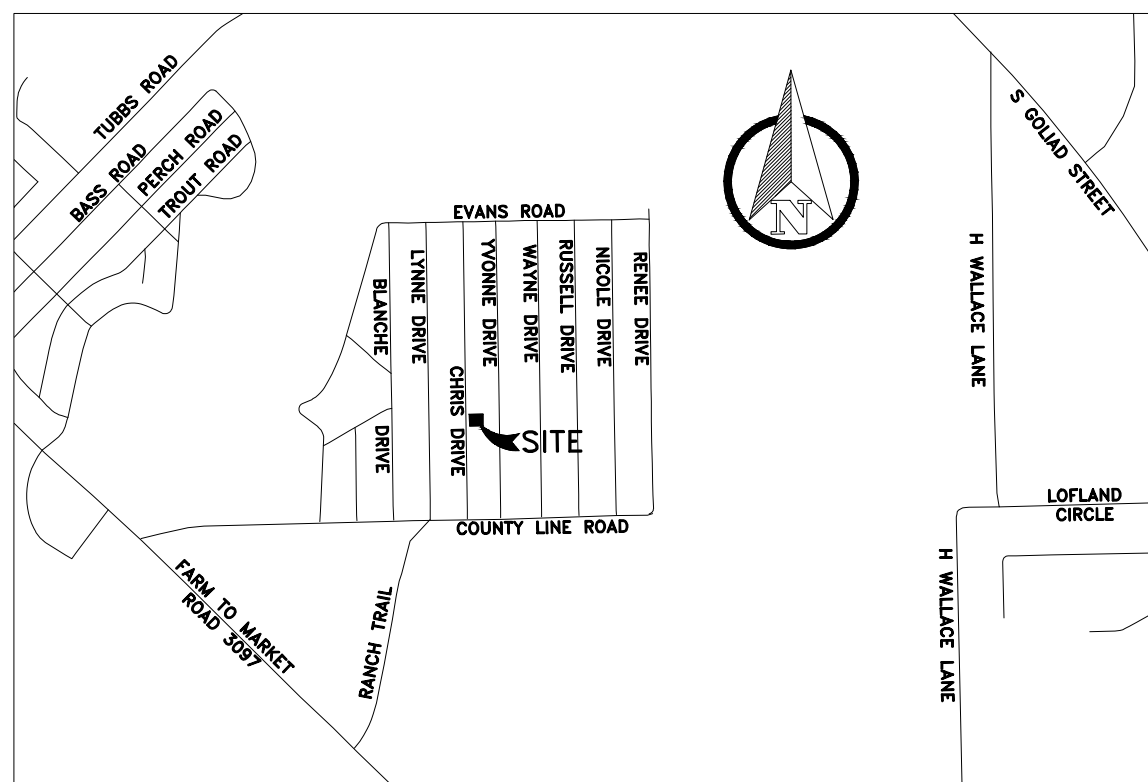 TUBBS ROAD
BASS ROAD
PERCH ROAD
TROUT ROAD
N
S GOLIAD STREET
EVANS ROAD
BLANCHE DRIVE
LYNNE DRIVE
CHRIS DRIVE
YVONNE DRIVE
WAYNE DRIVE
RUSSELL DRIVE
NICOLE DRIVE
RENEE DRIVE
H WALLACE LANE
SITE
COUNTY LINE ROAD
LOFLAND
CIRCLE
FARM TO MARKET
ROAD 3097
RANCH TRAIL
H WALLACE LANE